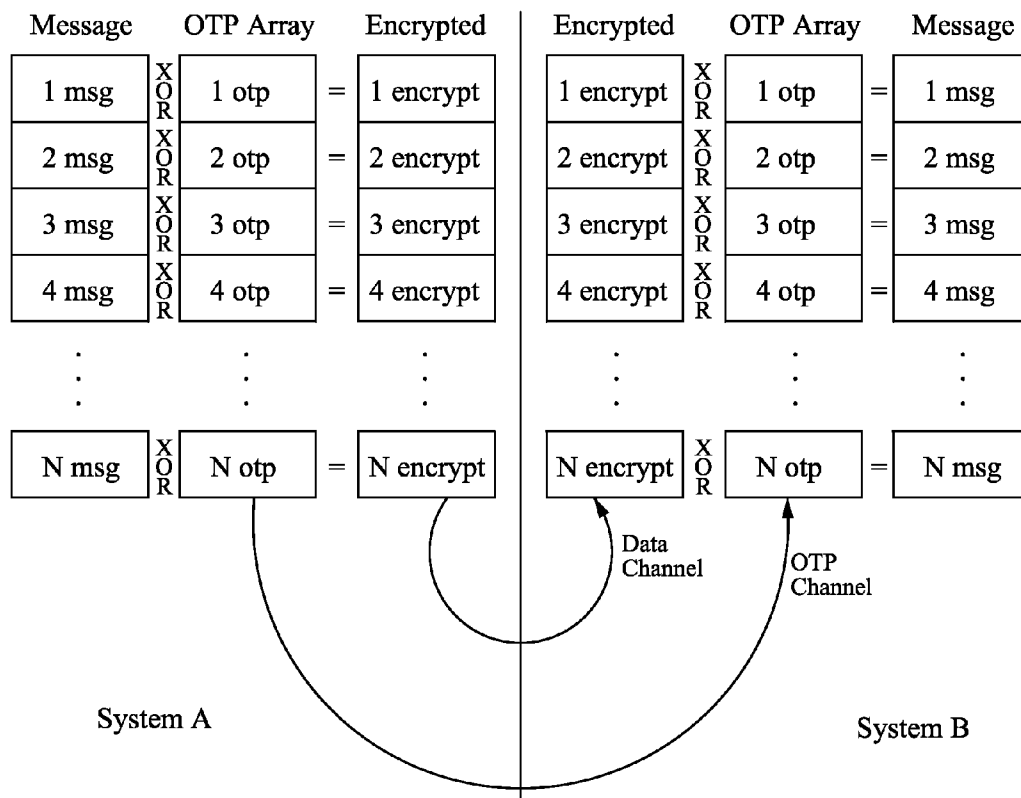 Message OTP Array Encrypted Encrypted OTP Array Message
1 msg XOR 1 otp = 1 encrypt 1 encrypt XOR 1 otp = 1 msg
2 msg XOR 2 otp = 2 encrypt 2 encrypt XOR 2 otp = 2 msg
3 msg XOR 3 otp = 3 encrypt 3 encrypt XOR 3 otp = 3 msg
4 msg XOR 4 otp = 4 encrypt 4 encrypt XOR 4 otp = 4 msg
N msg XOR N otp = N encrypt N encrypt XOR N otp = N msg
Data
Channel
OTP
Channel
System A
System B